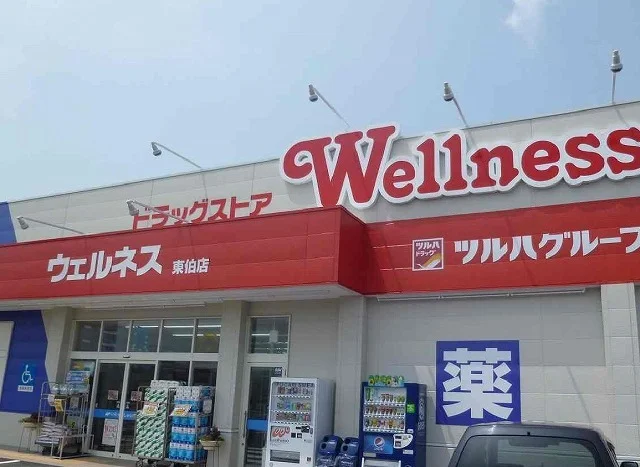 Wellness
ドラッグストア
ウェルネス 東伯店
ツルハ
ドラッグ
ツルハグループ
薬